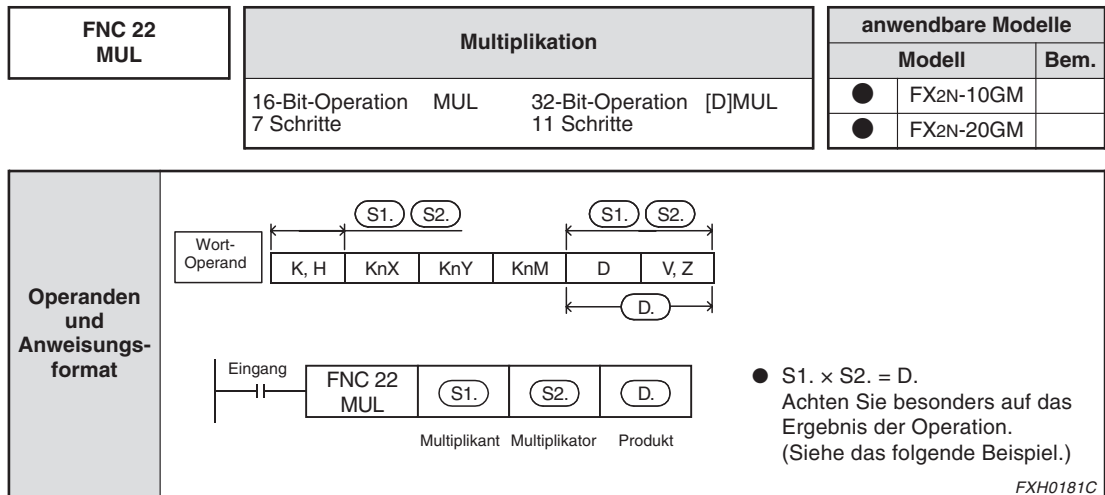 FNC 22
MUL
Multiplikation
16-Bit-Operation MUL 32-Bit-Operation [D]MUL
7 Schritte 11 Schritte
anwendbare Modelle
Modell Bem.
● FX2N-10GM
● FX2N-20GM
Operanden
und
Anweisungs-
format
S1. S2. S1. S2.
Wort-
Operand
K, H KnX KnY KnM D V, Z
D.
Eingang
FNC 22
MUL
S1. S2. D.
Multiplikant Multiplikator Produkt
● S1. × S2. = D.
Achten Sie besonders auf das
Ergebnis der Operation.
(Siehe das folgende Beispiel.)
FXH0181C